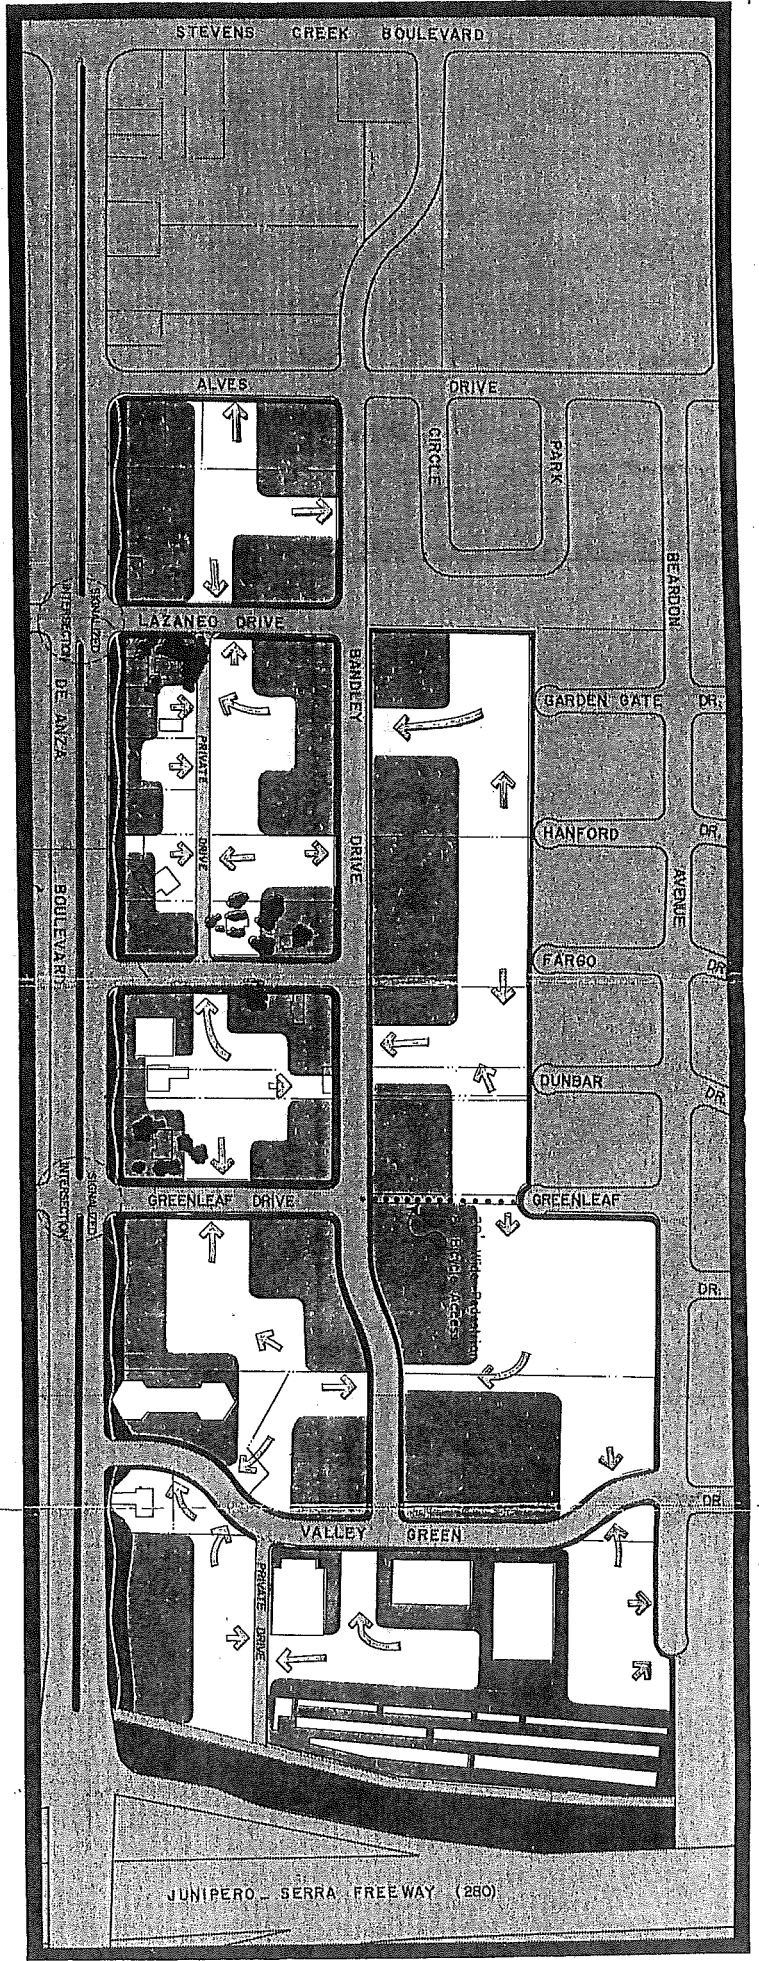 STEVENS CREEK BOULEVARD
ALVES DRIVE
CIRCLE
PARK
BEARDON
SIGNALIZED
INTERSECTION
LAZANEO DRIVE
BANDLEY
GARDEN GATE DR.
DE ANZA
PRIVATE
HANFORD DR.
DRIVE
DRIVE
AVENUE
BOULEVARD
FARGO DR.
DUNBAR DR.
SIGNALIZED
INTERSECTION
GREENLEAF DRIVE
GREENLEAF
Wide Pedestrian
& Bicycle Access
DR.
DR.
VALLEY GREEN
PRIVATE DRIVE
JUNIPERO SERRA FREEWAY (280)